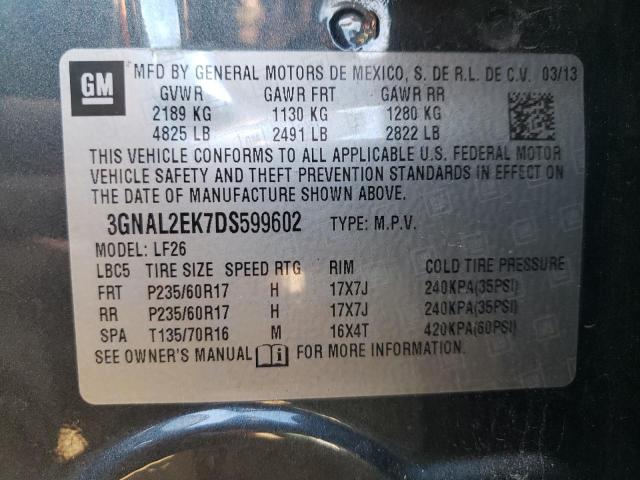 GM
MFD BY GENERAL MOTORS DE MEXICO, S. DE R.L. DE C.V. 03/13
GVWR GAWR FRT GAWR RR
2189 KG 1130 KG 1280 KG
4825 LB 2491 LB 2822 LB
THIS VEHICLE CONFORMS TO ALL APPLICABLE U.S. FEDERAL MOTOR
VEHICLE SAFETY AND THEFT PREVENTION STANDARDS IN EFFECT ON
THE DATE OF MANUFACTURE SHOWN ABOVE.
3GNAL2EK7DS599602 TYPE: M.P.V.
MODEL: LF26
LBC5 TIRE SIZE SPEED RTG RIM COLD TIRE PRESSURE
FRT P235/60R17 H 17X7J 240KPA(35PSI)
RR P235/60R17 H 17X7J 240KPA(35PSI)
SPA T135/70R16 M 16X4T 420KPA(60PSI)
SEE OWNER'S MANUAL FOR MORE INFORMATION.